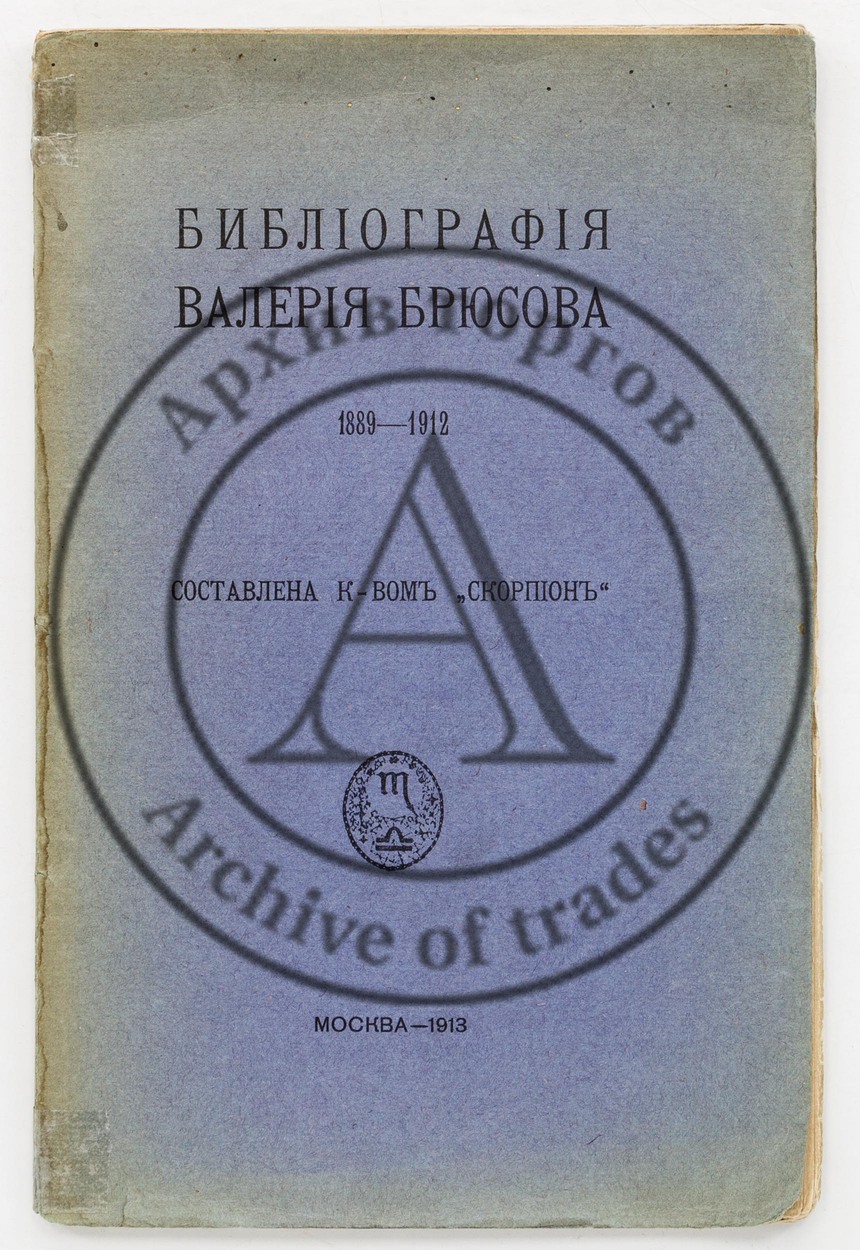 БИБЛІОГРАФІЯ
ВАЛЕРІЯ БРЮСОВА
Архив торгов
1889—1912
А
СОСТАВЛЕНА К-ВОМЪ „СКОРПІОНЪ“
Archive of trades
МОСКВА—1913